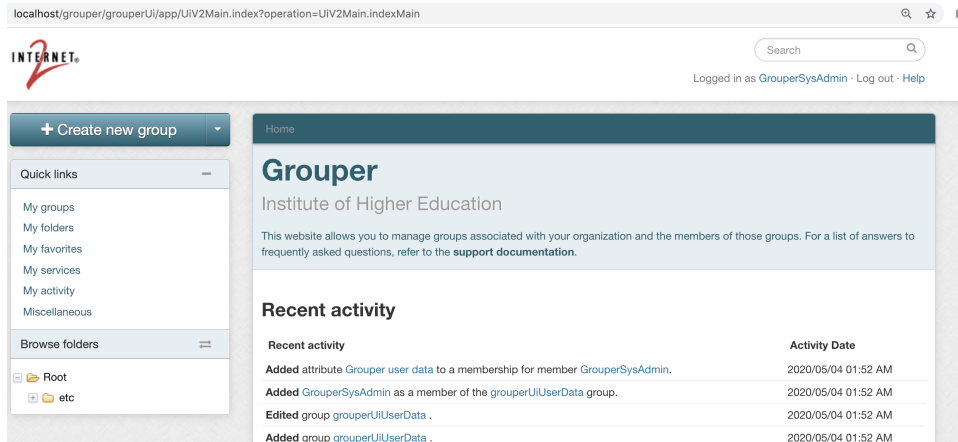 localhost/grouper/grouperUi/app/UiV2Main.index?operation=UiV2Main.indexMain
INTERNET®
2
Search
Logged in as GrouperSysAdmin · Log out · Help
+ Create new group
Home
Quick links
My groups
My folders
My favorites
My services
My activity
Miscellaneous
Browse folders
Root
etc
Grouper
Institute of Higher Education
This website allows you to manage groups associated with your organization and the members of those groups. For a list of answers to
frequently asked questions, refer to the support documentation.
Recent activity
Recent activity Activity Date
Added attribute Grouper user data to a membership for member GrouperSysAdmin. 2020/05/04 01:52 AM
Added GrouperSysAdmin as a member of the grouperUiUserData group. 2020/05/04 01:52 AM
Edited group grouperUiUserData . 2020/05/04 01:52 AM
Added group grouperUiUserData . 2020/05/04 01:52 AM